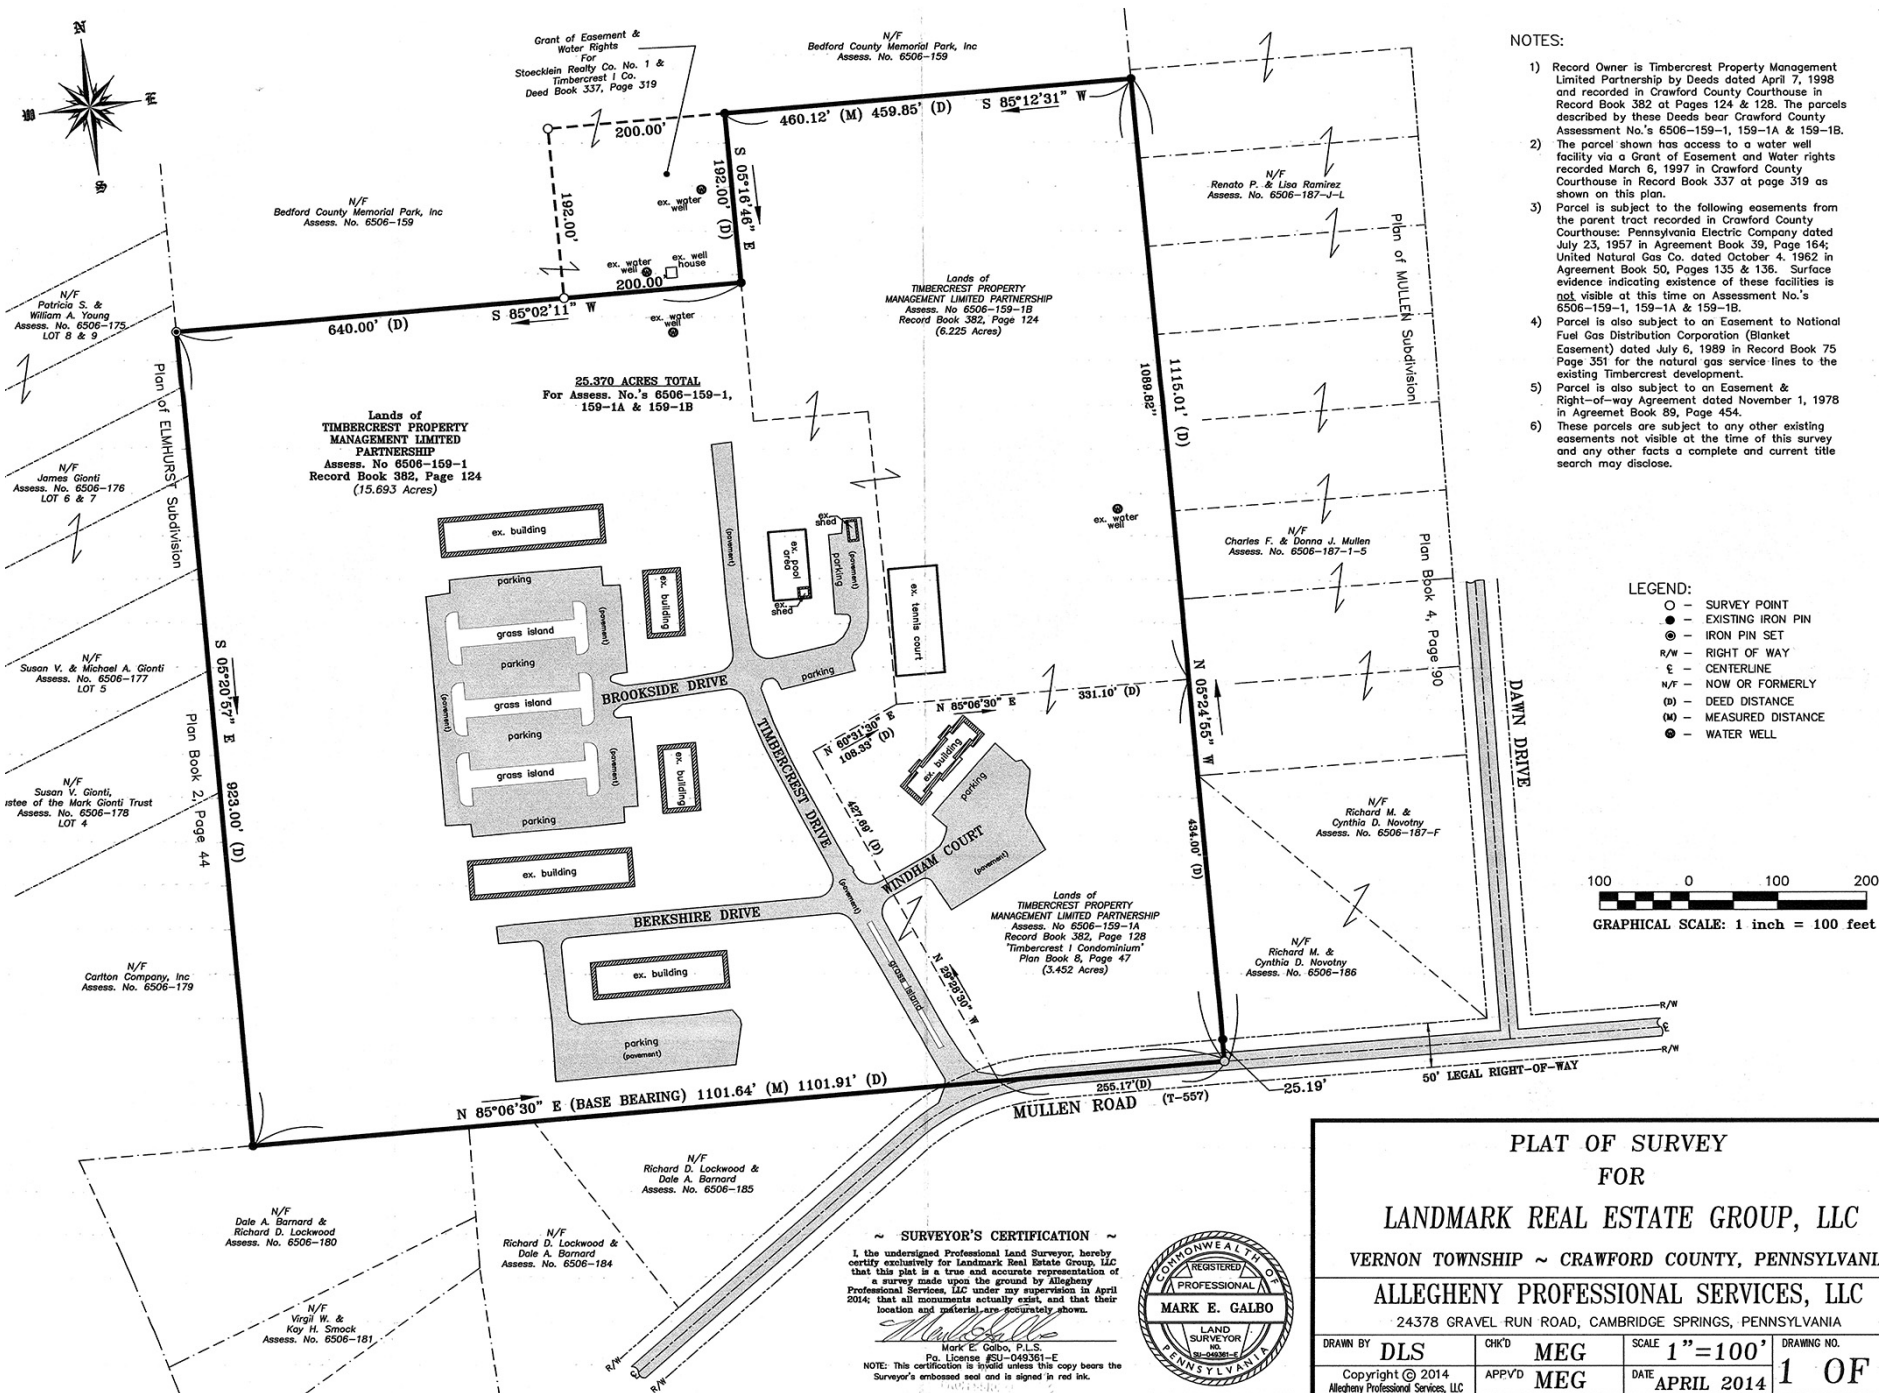 N
E
W
S
Grant of Easement &
Water Rights
For
Stoecklein Realty Co. No. 1 &
Timbercrest I Co.
Deed Book 337, Page 319
N/F
Bedford County Memorial Park, Inc
Assess. No. 6506-159
460.12' (M) 459.85' (D)
S 85°12'31" W
200.00'
192.00'
S 05°16'46" E
192.00' (D)
ex. water
well
ex. water
well
ex. well
house
200.00'
N/F
Bedford County Memorial Park, Inc
Assess. No. 6506-159
640.00' (D)
S 85°02'11" W
ex. water
well
N/F
Renato P. & Lisa Ramirez
Assess. No. 6506-187-J-L
Plan of MULLEN Subdivision
Plan Book 4, Page 90
Lands of
TIMBERCREST PROPERTY
MANAGEMENT LIMITED PARTNERSHIP
Assess. No 6506-159-1B
Record Book 382, Page 124
(6.225 Acres)
1115.01' (D)
1089.82"
N/F
Patricia S. &
William A. Young
Assess. No. 6506-175
LOT 8 & 9
Plan of ELMHURST Subdivision
Plan Book 2, Page 44
25.370 ACRES TOTAL
For Assess. No.'s 6506-159-1,
159-1A & 159-1B
Lands of
TIMBERCREST PROPERTY
MANAGEMENT LIMITED
PARTNERSHIP
Assess. No 6506-159-1
Record Book 382, Page 124
(15.693 Acres)
N/F
James Gionti
Assess. No. 6506-176
LOT 6 & 7
N/F
Susan V. & Michael A. Gionti
Assess. No. 6506-177
LOT 5
N/F
Susan V. Gionti,
ustee of the Mark Gionti Trust
Assess. No. 6506-178
LOT 4
N/F
Carlton Company, Inc
Assess. No. 6506-179
S 05°20'57" E 923.00' (D)
ex. building
parking
grass island
(pavement)
parking
grass island
(pavement)
parking
grass island
(pavement)
parking
ex. building
ex. building
ex. building
BROOKSIDE DRIVE
(pavement)
ex. pool
area
ex.
shed
ex.
shed
parking
(pavement)
parking
ex. tennis court
ex. water
well
N/F
Charles F. & Donna J. Mullen
Assess. No. 6506-187-1-5
TIMBERCREST DRIVE
N 60°31'30" E
108.33' (D)
N 85°06'30" E
331.10' (D)
N 05°24'55" W
434.00' (D)
427.69' (D)
ex. building
parking
(pavement)
WINDHAM COURT
BERKSHIRE DRIVE
(pavement)
ex. building
parking
(pavement)
grass island
N 29°28'30" W
Lands of
TIMBERCREST PROPERTY
MANAGEMENT LIMITED PARTNERSHIP
Assess. No 6506-159-1A
Record Book 382, Page 128
'Timbercrest I Condominium'
Plan Book 8, Page 47
(3.452 Acres)
N/F
Richard M. &
Cynthia D. Novotny
Assess. No. 6506-187-F
N/F
Richard M. &
Cynthia D. Novotny
Assess. No. 6506-186
DAWN DRIVE
R/W
R/W
50' LEGAL RIGHT-OF-WAY
25.19'
255.17'(D)
MULLEN ROAD (T-557)
N 85°06'30" E (BASE BEARING) 1101.64' (M) 1101.91' (D)
N/F
Richard D. Lockwood &
Dale A. Barnard
Assess. No. 6506-185
N/F
Dale A. Barnard &
Richard D. Lockwood
Assess. No. 6506-180
N/F
Richard D. Lockwood &
Dale A. Barnard
Assess. No. 6506-184
N/F
Virgil W. &
Kay H. Smock
Assess. No. 6506-181
R/W
R/W
NOTES:
1) Record Owner is Timbercrest Property Management
Limited Partnership by Deeds dated April 7, 1998
and recorded in Crawford County Courthouse in
Record Book 382 at Pages 124 & 128. The parcels
described by these Deeds bear Crawford County
Assessment No.'s 6506-159-1, 159-1A & 159-1B.
2) The parcel shown has access to a water well
facility via a Grant of Easement and Water rights
recorded March 6, 1997 in Crawford County
Courthouse in Record Book 337 at page 319 as
shown on this plan.
3) Parcel is subject to the following easements from
the parent tract recorded in Crawford County
Courthouse: Pennsylvania Electric Company dated
July 23, 1957 in Agreement Book 39, Page 164;
United Natural Gas Co. dated October 4. 1962 in
Agreement Book 50, Pages 135 & 136. Surface
evidence indicating existence of these facilities is
not visible at this time on Assessment No.'s
6506-159-1, 159-1A & 159-1B.
4) Parcel is also subject to an Easement to National
Fuel Gas Distribution Corporation (Blanket
Easement) dated July 6, 1989 in Record Book 75
Page 351 for the natural gas service lines to the
existing Timbercrest development.
5) Parcel is also subject to an Easement &
Right-of-way Agreement dated November 1, 1978
in Agreemet Book 89, Page 454.
6) These parcels are subject to any other existing
easements not visible at the time of this survey
and any other facts a complete and current title
search may disclose.
LEGEND:
– SURVEY POINT
– EXISTING IRON PIN
– IRON PIN SET
R/W – RIGHT OF WAY
℄ – CENTERLINE
N/F – NOW OR FORMERLY
(D) – DEED DISTANCE
(M) – MEASURED DISTANCE
– WATER WELL
100 0 100 200
GRAPHICAL SCALE: 1 inch = 100 feet
~ SURVEYOR'S CERTIFICATION ~
I, the undersigned Professional Land Surveyor, hereby
certify exclusively for Landmark Real Estate Group, LLC
that this plat is a true and accurate representation of
a survey made upon the ground by Allegheny
Professional Services, LLC under my supervision in April
2014; that all monuments actually exist, and that their
location and material are accurately shown.
Mark E. Galbo, P.L.S.
Pa. License #SU-049361-E
NOTE: This certification is invalid unless this copy bears the
Surveyor's embossed seal and is signed in red ink.
COMMONWEALTH OF
REGISTERED
PROFESSIONAL
MARK E. GALBO
LAND
SURVEYOR
NO.
SU-049361-E
PENNSYLVANIA
PLAT OF SURVEY
FOR
LANDMARK REAL ESTATE GROUP, LLC
VERNON TOWNSHIP ~ CRAWFORD COUNTY, PENNSYLVANI
ALLEGHENY PROFESSIONAL SERVICES, LLC
24378 GRAVEL RUN ROAD, CAMBRIDGE SPRINGS, PENNSYLVANIA
DRAWN BY DLS
CHK'D MEG
SCALE 1"=100'
DRAWING NO.
1 OF
Copyright © 2014
Allegheny Professional Services, LLC
APPV'D MEG
DATE APRIL 2014